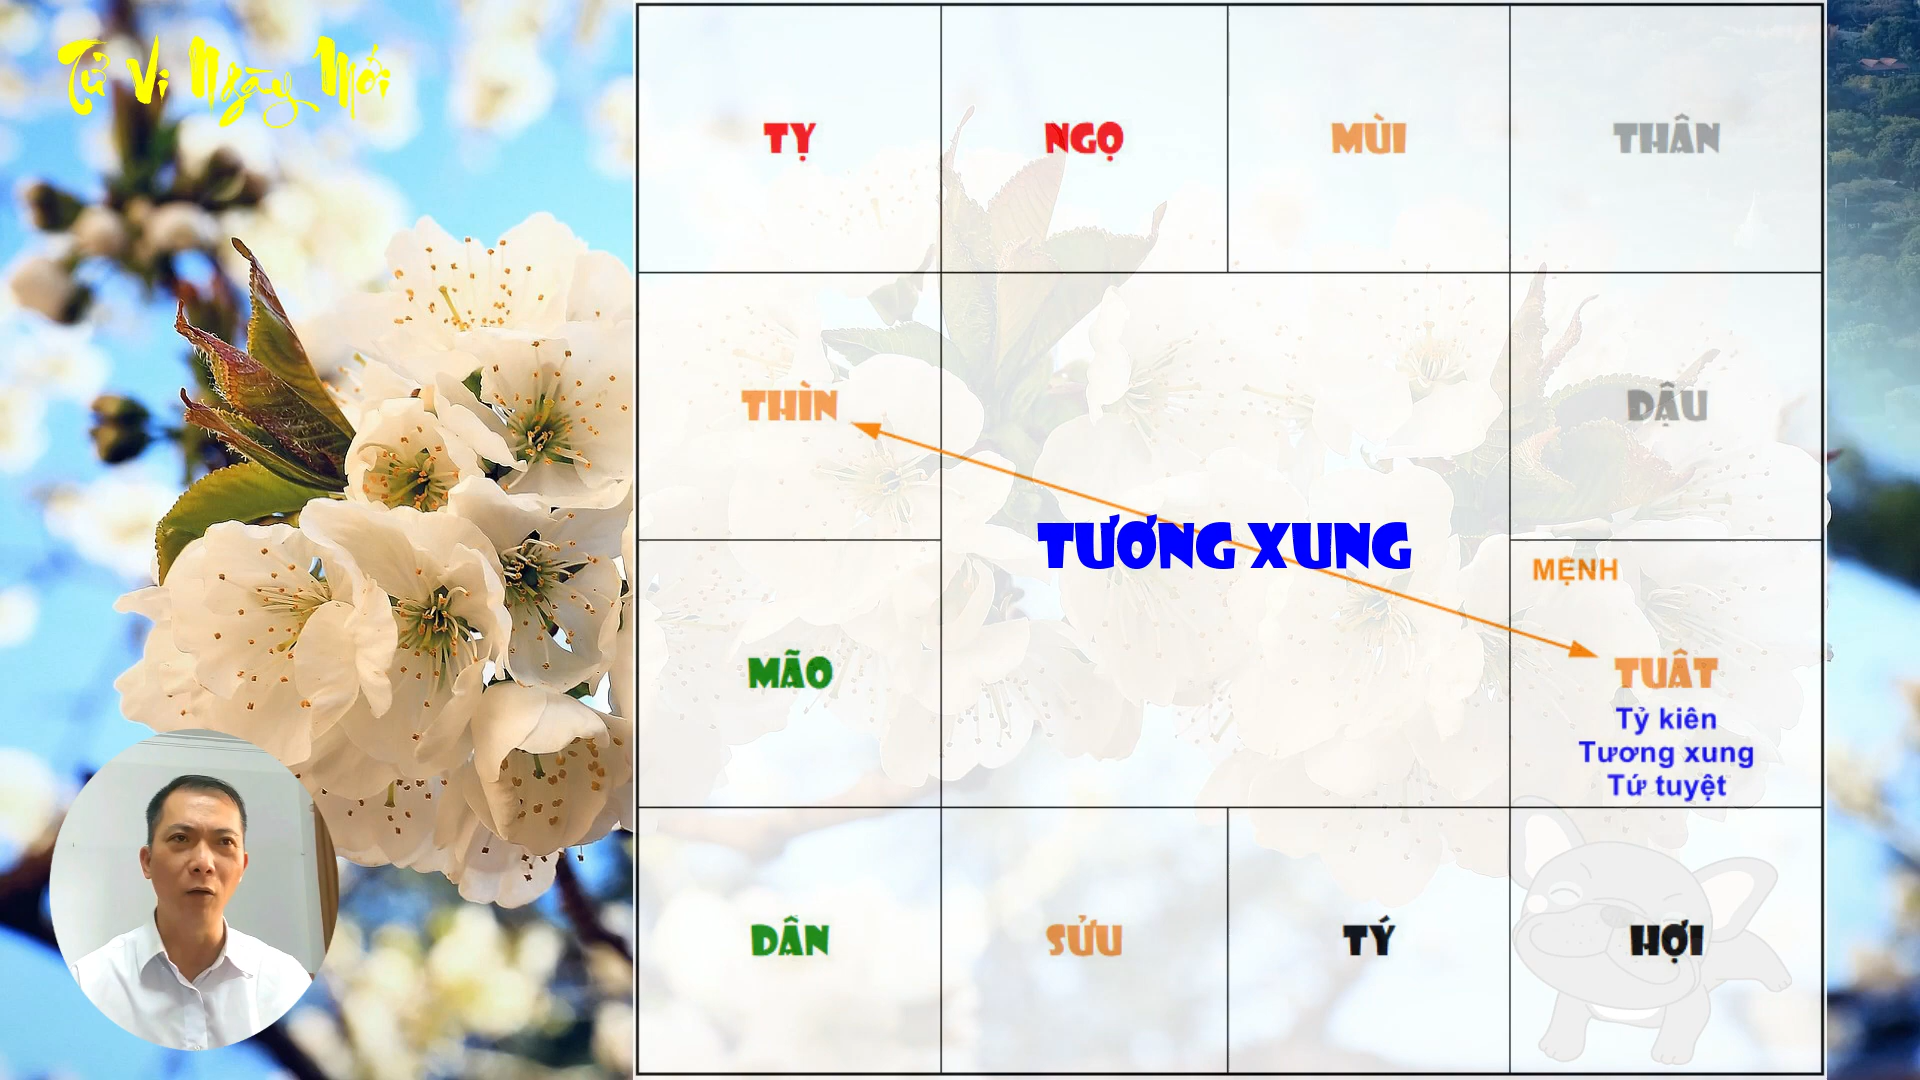 Tử Vi Ngày Mới
TỴ
NGỌ
MÙI
THÂN
THÌN
DẬU
TƯƠNG XUNG
MỆNH
MÃO
TUẤT
Tỷ kiên
Tương xung
Tứ tuyệt
DẦN
SỬU
TÝ
HỢI